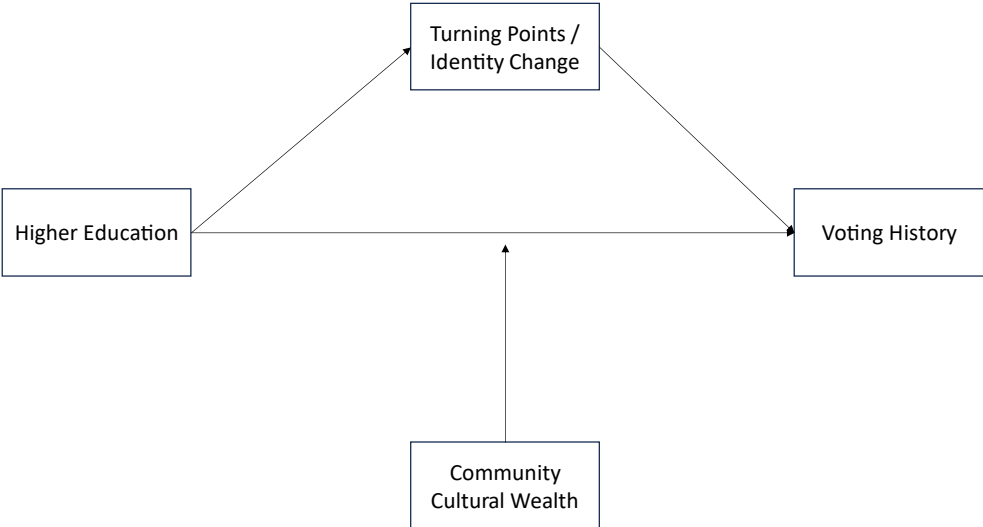 Turning Points /
Identity Change
Higher Education
Voting History
Community
Cultural Wealth